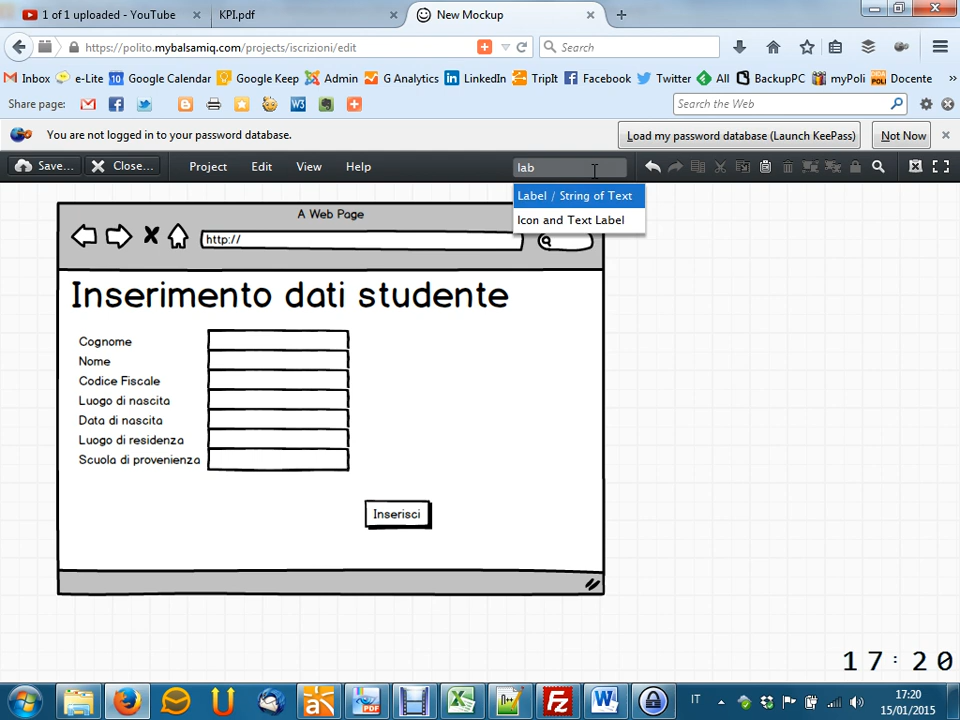 1 of 1 uploaded - YouTube
KPI.pdf
New Mockup
https://polito.mybalsamiq.com/projects/iscrizioni/edit
Search
Inbox
e-Lite
10
Google Calendar
Google Keep
Admin
G Analytics
LinkedIn
TripIt
Facebook
Twitter
All
BackupPC
myPoli
Docente
Share page:
W3
Search the Web
You are not logged in to your password database.
Load my password database (Launch KeePass)
Not Now
Save...
Close...
Project
Edit
View
Help
lab
Label / String of Text
Icon and Text Label
A Web Page
http://
Inserimento dati studente
Cognome
Nome
Codice Fiscale
Luogo di nascita
Data di nascita
Luogo di residenza
Scuola di provenienza
Inserisci
17:20
IT
17:20
15/01/2015